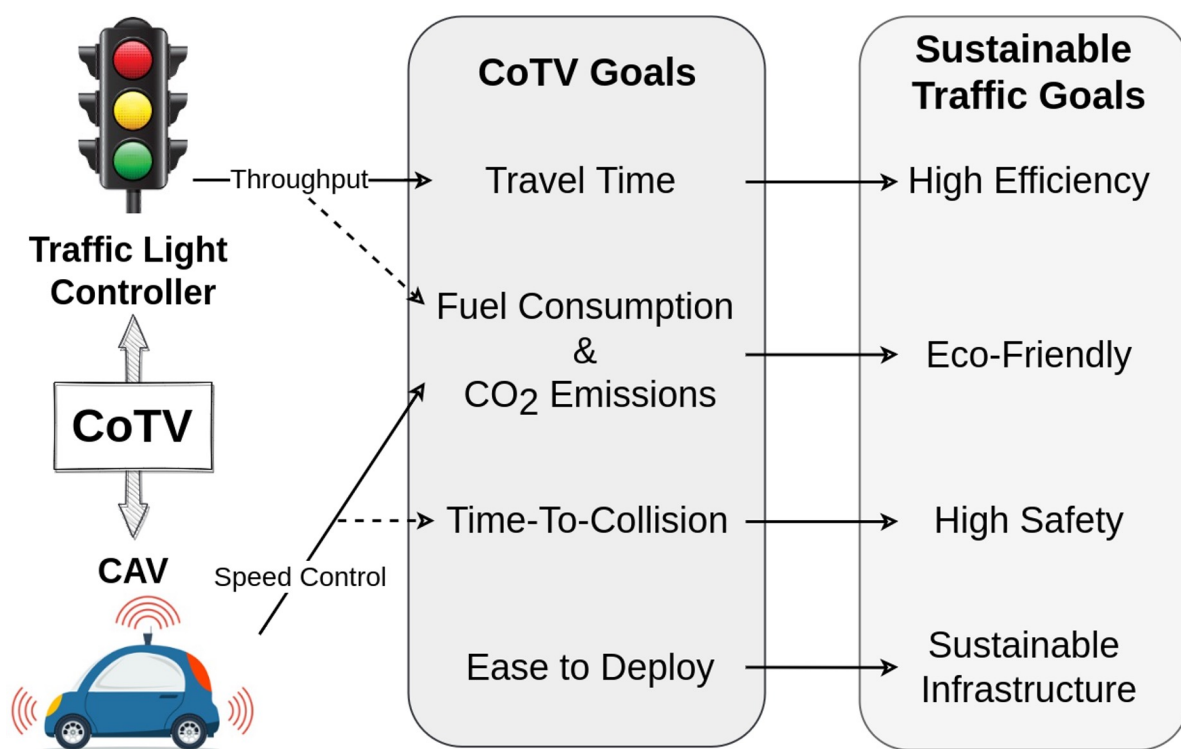 Traffic Light
Controller
CoTV
CAV
Throughput
Speed Control
CoTV Goals
Travel Time
Fuel Consumption
&
CO2 Emissions
Time-To-Collision
Ease to Deploy
Sustainable
Traffic Goals
High Efficiency
Eco-Friendly
High Safety
Sustainable
Infrastructure